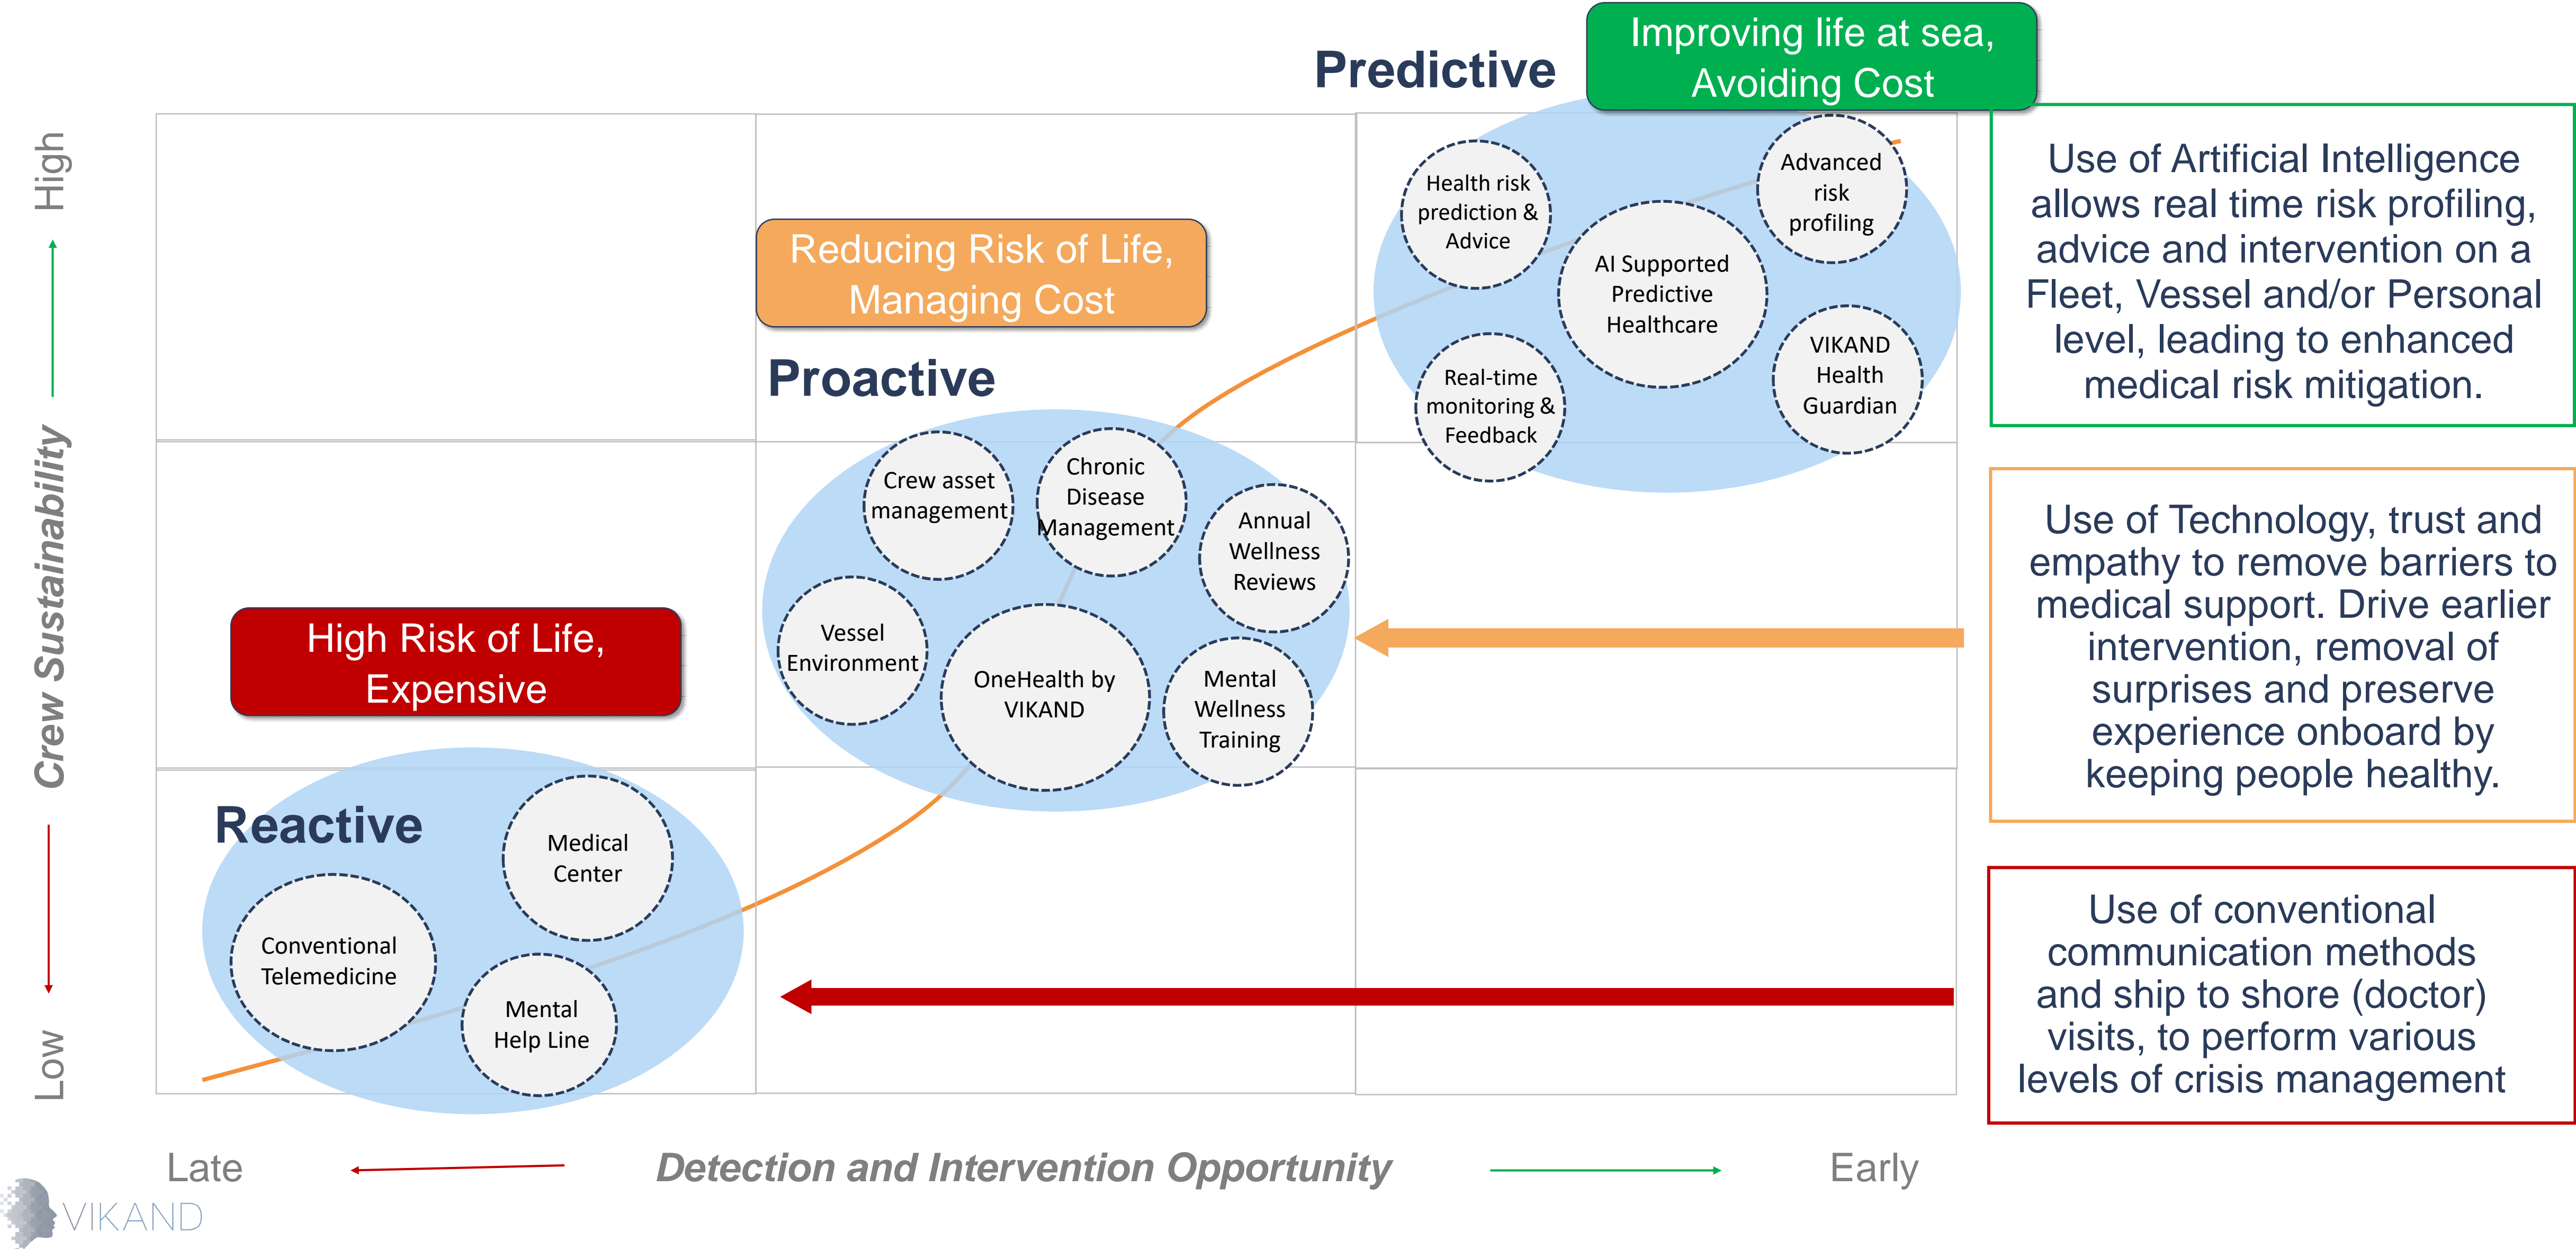 Predictive
Improving life at sea,
Avoiding Cost
High
Crew Sustainability
Low
Health risk
prediction &
Advice
Advanced
risk
profiling
AI Supported
Predictive
Healthcare
Real-time
monitoring &
Feedback
VIKAND
Health
Guardian
Use of Artificial Intelligence
allows real time risk profiling,
advice and intervention on a
Fleet, Vessel and/or Personal
level, leading to enhanced
medical risk mitigation.
Reducing Risk of Life,
Managing Cost
Proactive
Crew asset
management
Chronic
Disease
Management
Annual
Wellness
Reviews
Vessel
Environment
OneHealth by
VIKAND
Mental
Wellness
Training
Use of Technology, trust and
empathy to remove barriers to
medical support. Drive earlier
intervention, removal of
surprises and preserve
experience onboard by
keeping people healthy.
High Risk of Life,
Expensive
Reactive
Medical
Center
Conventional
Telemedicine
Mental
Help Line
Use of conventional
communication methods
and ship to shore (doctor)
visits, to perform various
levels of crisis management
Late
Detection and Intervention Opportunity
Early
VIKAND